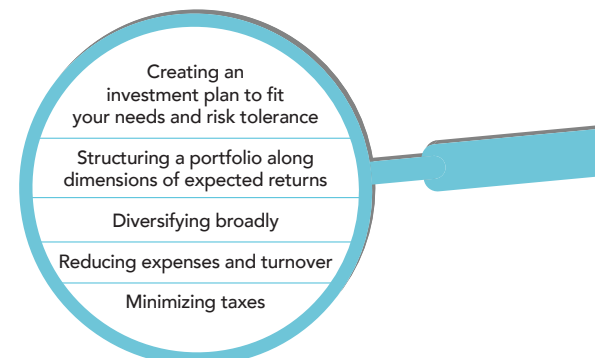 Creating an
investment plan to fit
your needs and risk tolerance
Structuring a portfolio along
dimensions of expected returns
Diversifying broadly
Reducing expenses and turnover
Minimizing taxes